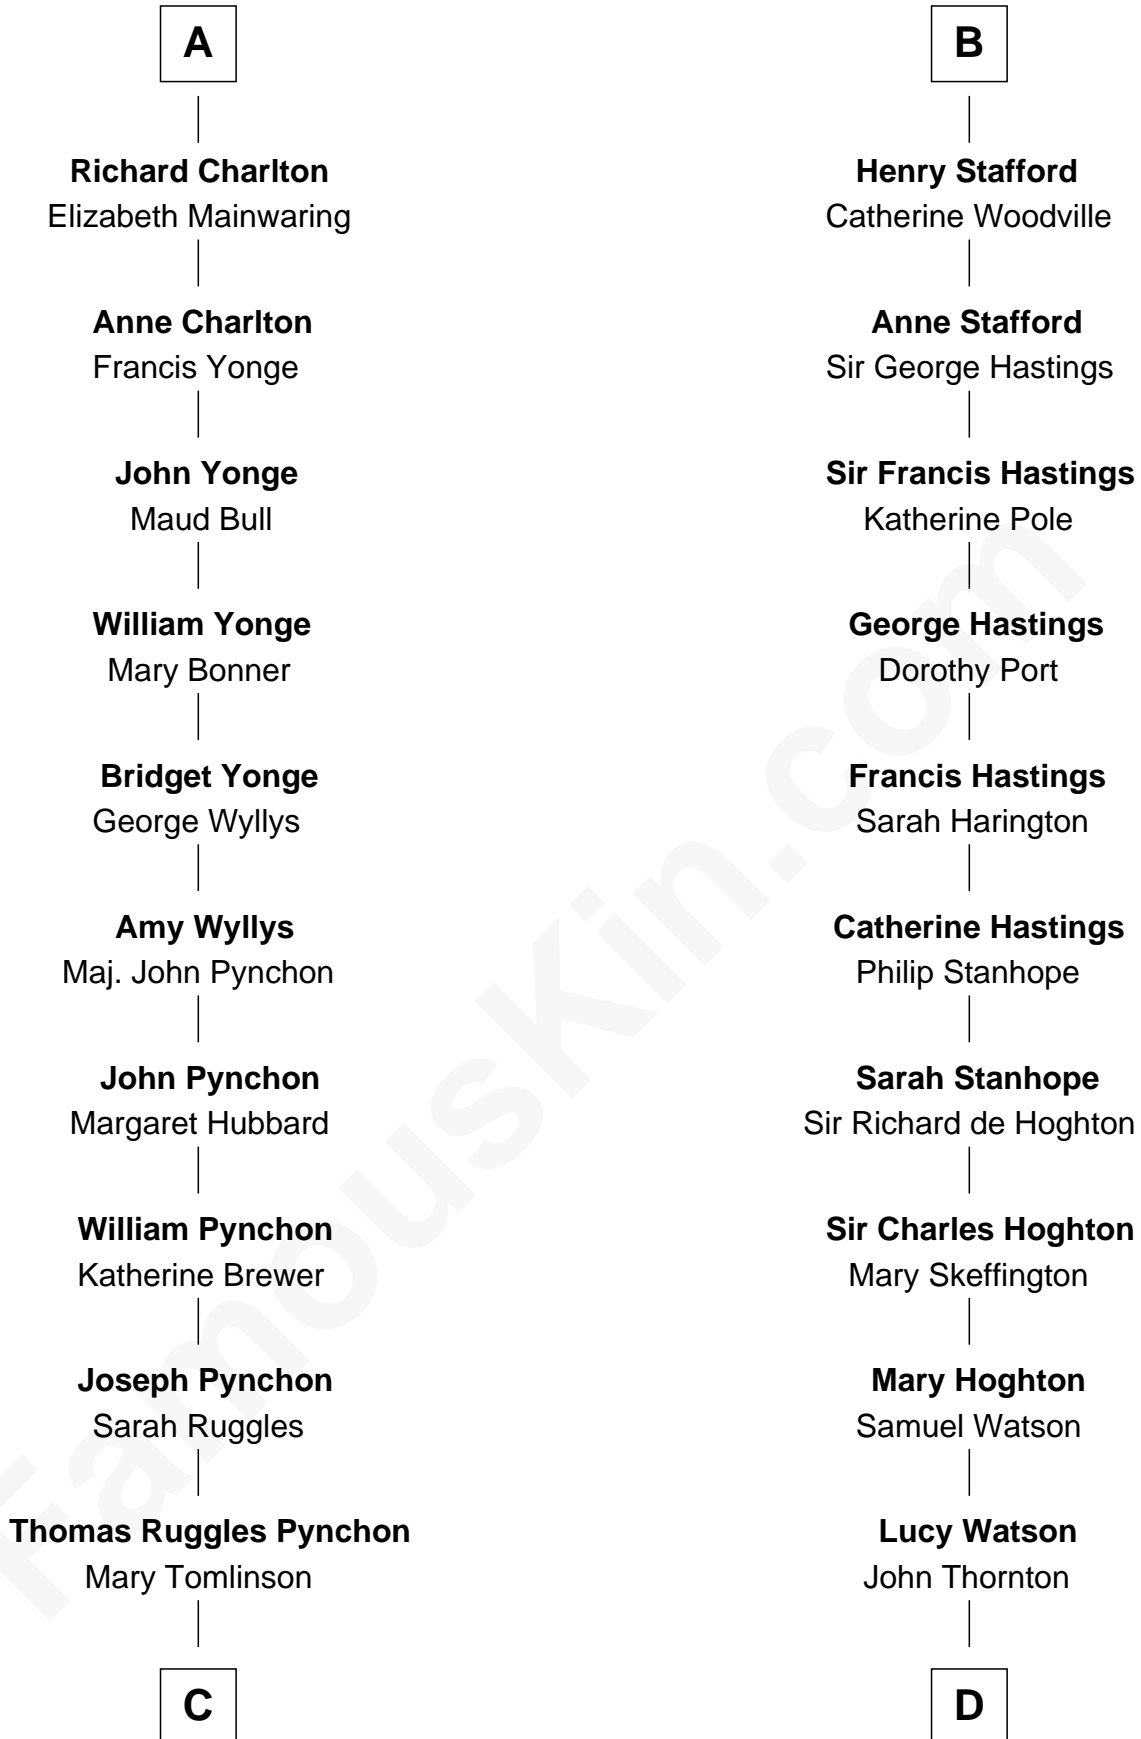 A
Richard Charlton
Elizabeth Mainwaring
Anne Charlton
Francis Yonge
John Yonge
Maud Bull
William Yonge
Mary Bonner
Bridget Yonge
George Wyllys
Amy Wyllys
Maj. John Pynchon
John Pynchon
Margaret Hubbard
William Pynchon
Katherine Brewer
Joseph Pynchon
Sarah Ruggles
Thomas Ruggles Pynchon
Mary Tomlinson
C
B
Henry Stafford
Catherine Woodville
Anne Stafford
Sir George Hastings
Sir Francis Hastings
Katherine Pole
George Hastings
Dorothy Port
Francis Hastings
Sarah Harington
Catherine Hastings
Philip Stanhope
Sarah Stanhope
Sir Richard de Hoghton
Sir Charles Hoghton
Mary Skeffington
Mary Hoghton
Samuel Watson
Lucy Watson
John Thornton
D
FamousKin.com